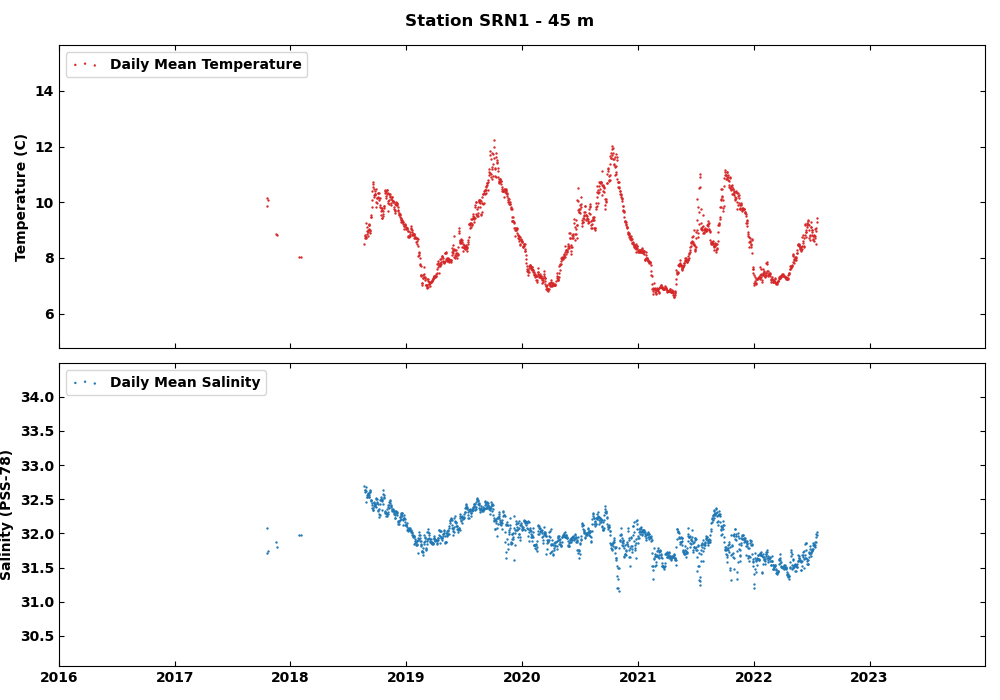 Station SRN1 - 45 m
Daily Mean Temperature
14
12
10
8
6
Temperature (C)
Daily Mean Salinity
34.0
33.5
33.0
32.5
32.0
31.5
31.0
30.5
Salinity (PSS-78)
2016 2017 2018 2019 2020 2021 2022 2023